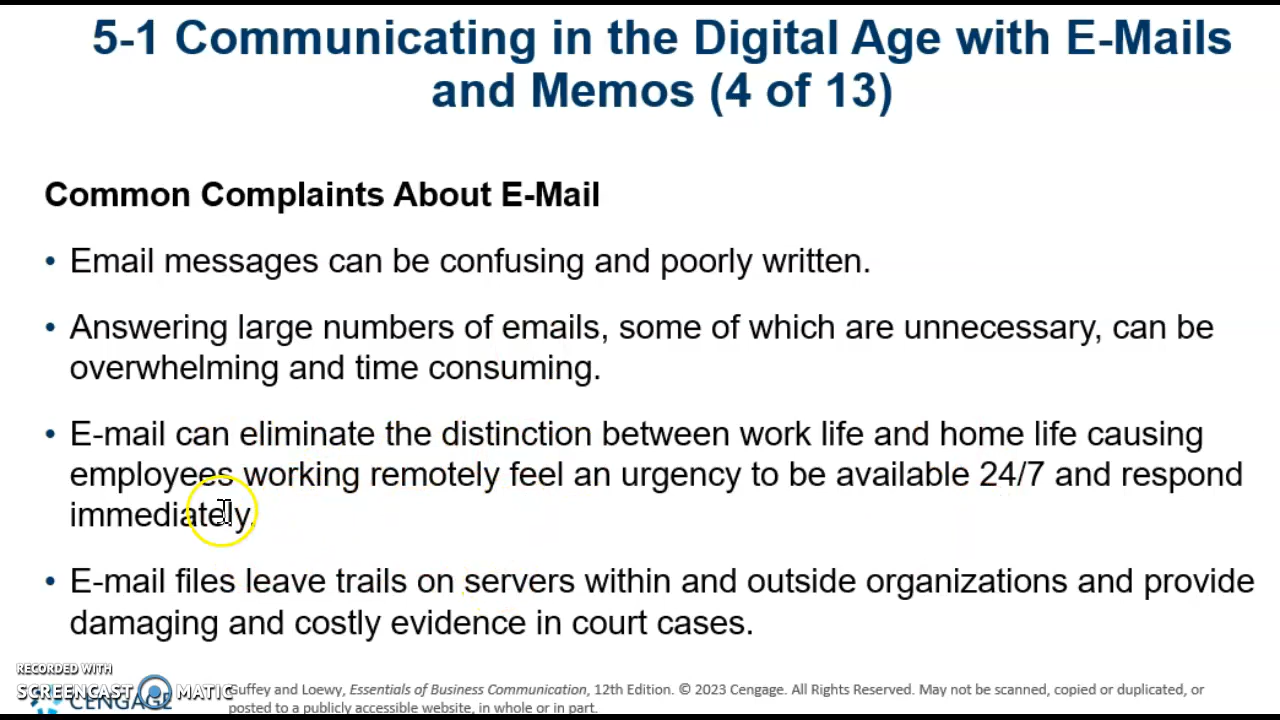 5-1 Communicating in the Digital Age with E-Mails
and Memos (4 of 13)
Common Complaints About E-Mail
• Email messages can be confusing and poorly written.
• Answering large numbers of emails, some of which are unnecessary, can be
overwhelming and time consuming.
• E-mail can eliminate the distinction between work life and home life causing
employees working remotely feel an urgency to be available 24/7 and respond
immediately.
• E-mail files leave trails on servers within and outside organizations and provide
damaging and costly evidence in court cases.
RECORDED WITH
SCREENCAST MATIC
CENGAGE
Guffey and Loewy, Essentials of Business Communication, 12th Edition. © 2023 Cengage. All Rights Reserved. May not be scanned, copied or duplicated, or
posted to a publicly accessible website, in whole or in part.